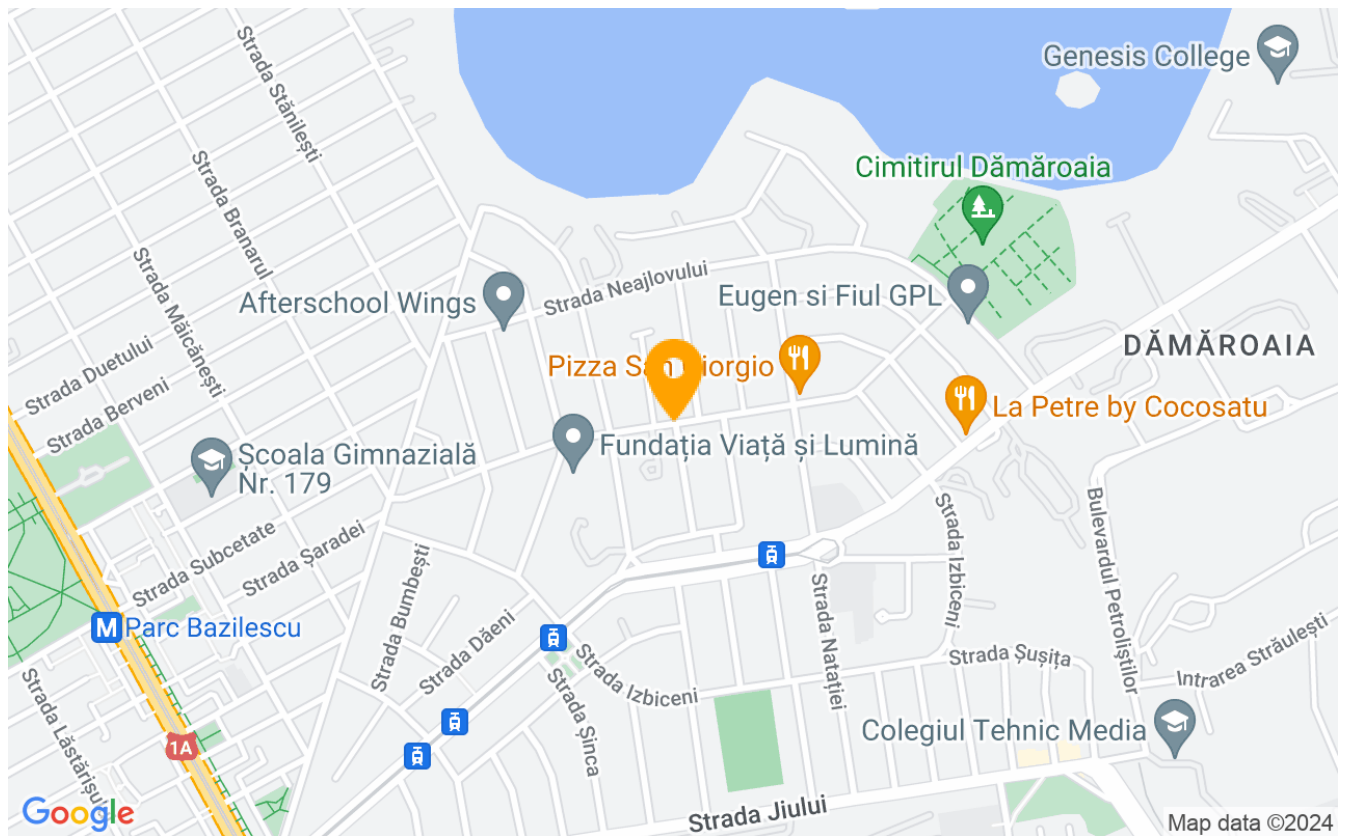 Genesis College
Strada Stănilești
Cimitirul Dămăroaia
Strada Branarul
Strada Măicănești
Strada Neajlovului
Afterschool Wings
Eugen si Fiul GPL
DĂMĂROAIA
Strada Duetului
Pizza San Giorgio
Strada Berveni
La Petre by Cocosatu
Fundația Viață și Lumină
Școala Gimnazială
Nr. 179
Strada Subcetate
Strada Șaradei
Strada Izbiceni
Bulevardul Petroliștilor
Strada Bumbești
Strada Natației
M Parc Bazilescu
Strada Dăeni
Strada Izbiceni
Strada Șușița
Intrarea Străulești
Strada Lăstărișului
Strada Șinca
Colegiul Tehnic Media
1A
Strada Jiului
Google
Map data ©2024